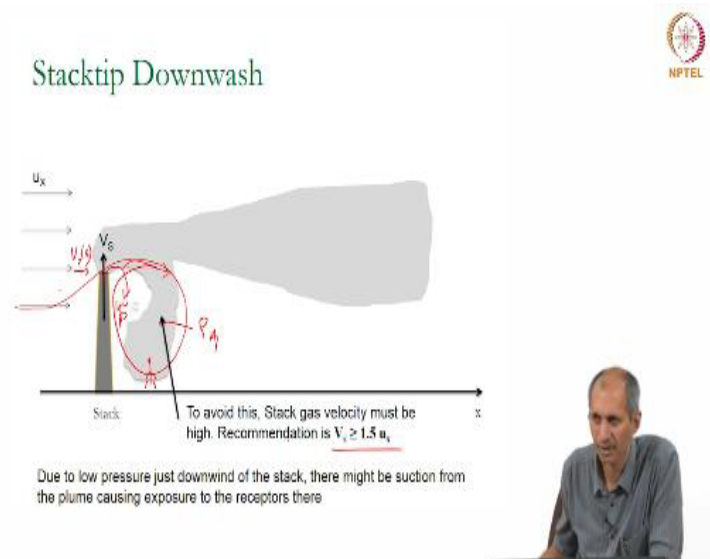 Stacktip Downwash
NPTEL
uₓ
Vₛ
Stack
x
To avoid this, Stack gas velocity must be
high. Recommendation is Vₛ ≥ 1.5 uₛ
Due to low pressure just downwind of the stack, there might be suction from
the plume causing exposure to the receptors there